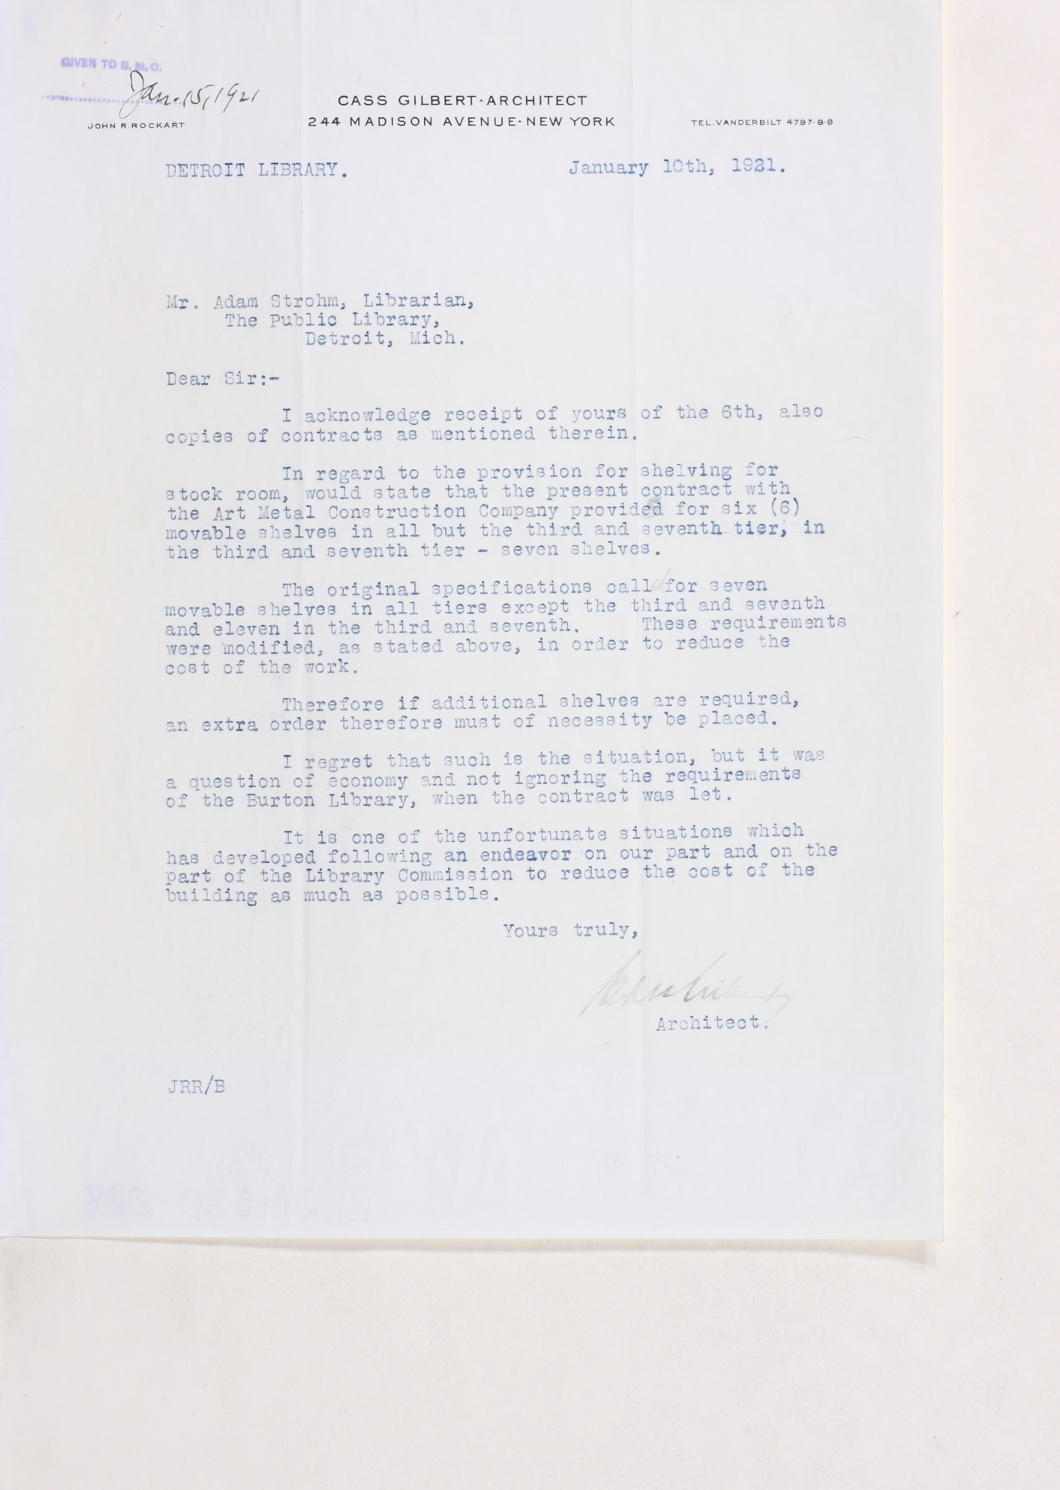 GIVEN TO B. M. C.
Jan. 15, 1921
CASS GILBERT·ARCHITECT
JOHN R. ROCKART
244 MADISON AVENUE·NEW YORK
TEL. VANDERBILT 4797-8-9
DETROIT LIBRARY. January 10th, 1921.
Mr. Adam Strohm, Librarian,
The Public Library,
Detroit, Mich.
Dear Sir:-
I acknowledge receipt of yours of the 6th, also
copies of contracts as mentioned therein.
In regard to the provision for shelving for
stock room, would state that the present contract with
the Art Metal Construction Company provided for six (6)
movable shelves in all but the third and seventh tier, in
the third and seventh tier - seven shelves.
The original specifications call for seven
movable shelves in all tiers except the third and seventh
and eleven in the third and seventh. These requirements
were modified, as stated above, in order to reduce the
cost of the work.
Therefore if additional shelves are required,
an extra order therefore must of necessity be placed.
I regret that such is the situation, but it was
a question of economy and not ignoring the requirements
of the Burton Library, when the contract was let.
It is one of the unfortunate situations which
has developed following an endeavor on our part and on the
part of the Library Commission to reduce the cost of the
building as much as possible.
Yours truly,
Architect.
JRR/B